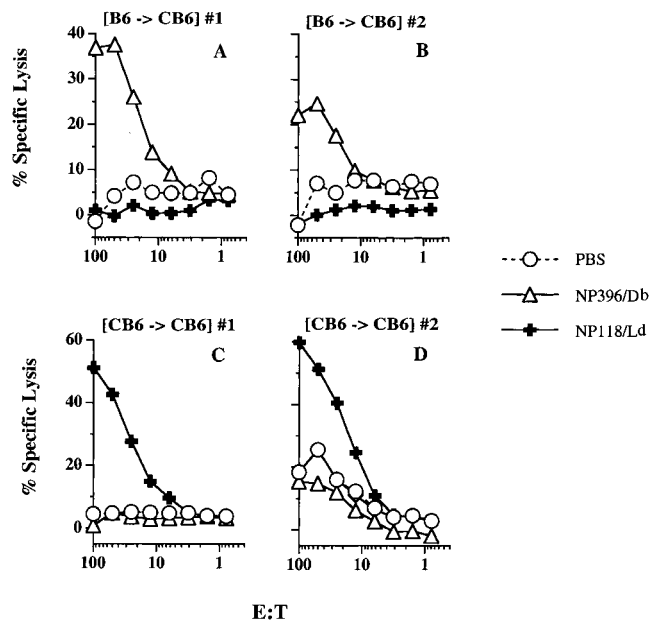 [B6 -> CB6] #1
[B6 -> CB6] #2
% Specific Lysis
40
30
20
10
0
A
B
100 10 1
100 10 1
PBS
NP396/Db
NP118/Ld
[CB6 -> CB6] #1
[CB6 -> CB6] #2
% Specific Lysis
60
40
20
0
C
D
100 10 1
100 10 1
E:T